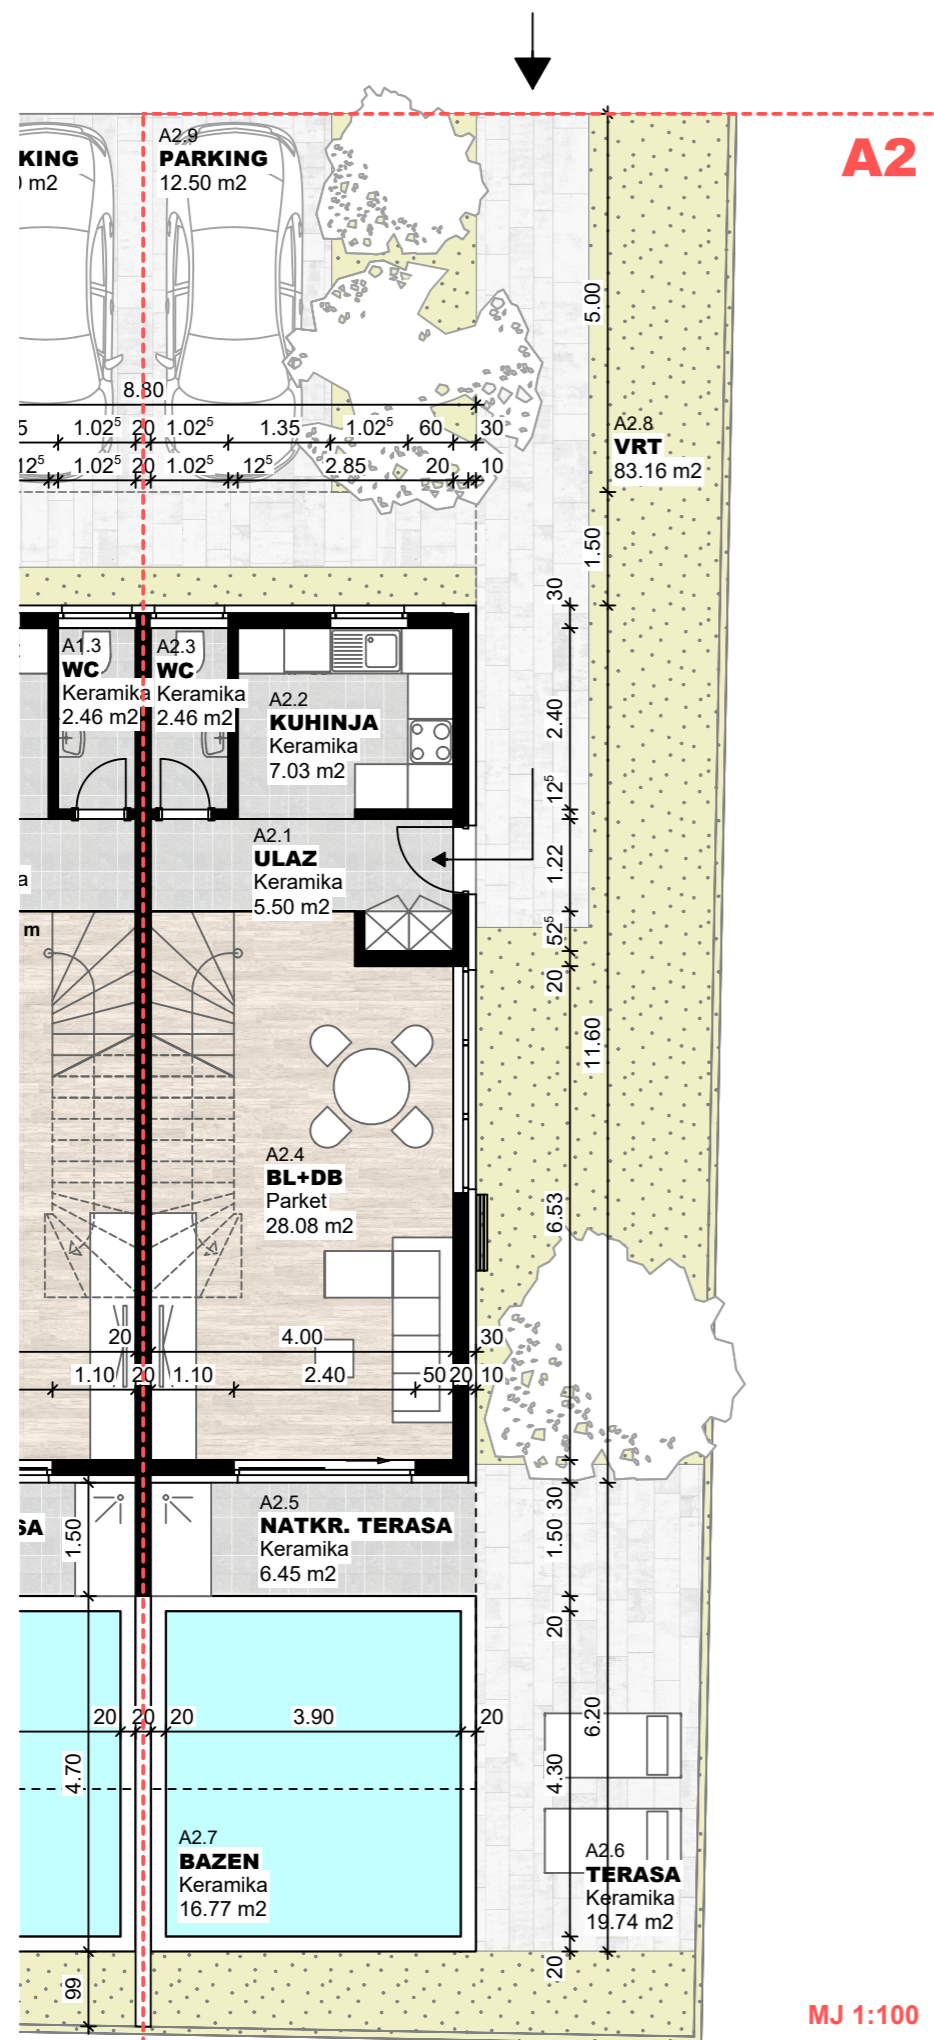 A2
A2.9
KING
PARKING
) m2
12.50 m2
5.00
8.80
5 1.02⁵ 20 1.02⁵ 1.35 1.02⁵ 60 30
12⁵ 1.02⁵ 20 1.02⁵ 12⁵ 2.85 20 10
A2.8
VRT
83.16 m2
1.50
30
A1.3
WC
Keramika
2.46 m2
A2.3
WC
Keramika
2.46 m2
A2.2
KUHINJA
Keramika
7.03 m2
2.40
12⁵
A2.1
ULAZ
Keramika
5.50 m2
a
1.22
m
52⁵
20
11.60
A2.4
BL+DB
Parket
28.08 m2
6.53
20 4.00 30
1.10 20 1.10 2.40 50 20 10
A2.5
NATKR. TERASA
Keramika
6.45 m2
SA
1.50
30
1.50
20
20 20 20 3.90 20
6.20
4.70
4.30
A2.7
BAZEN
Keramika
16.77 m2
A2.6
TERASA
Keramika
19.74 m2
20
99
MJ 1:100